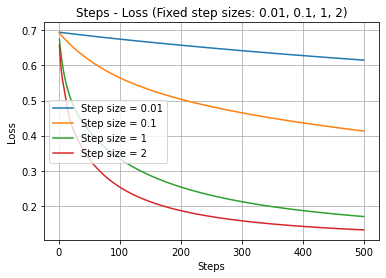 Steps - Loss (Fixed step sizes: 0.01, 0.1, 1, 2)
0.7
0.6
0.5
0.4
0.3
0.2
Loss
Step size = 0.01
Step size = 0.1
Step size = 1
Step size = 2
0 100 200 300 400 500
Steps